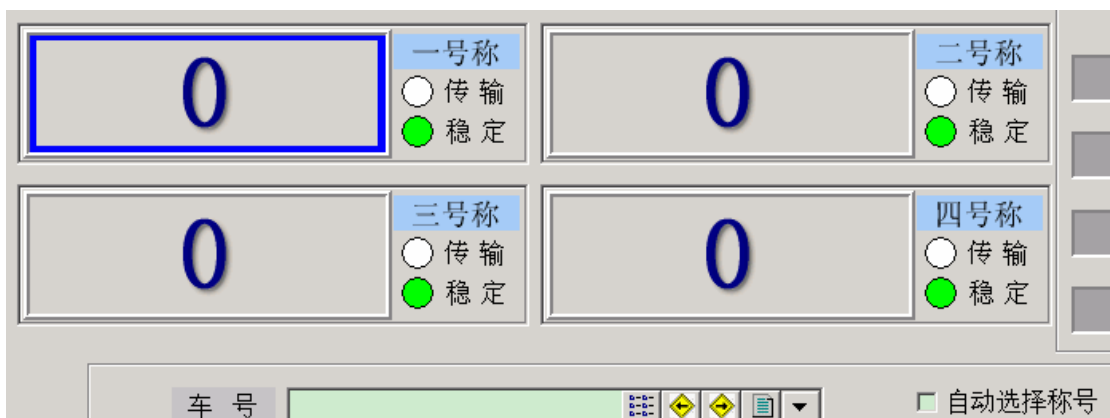 0
一号称
传 输
稳 定
0
二号称
传 输
稳 定
0
三号称
传 输
稳 定
0
四号称
传 输
稳 定
车 号
自动选择称号